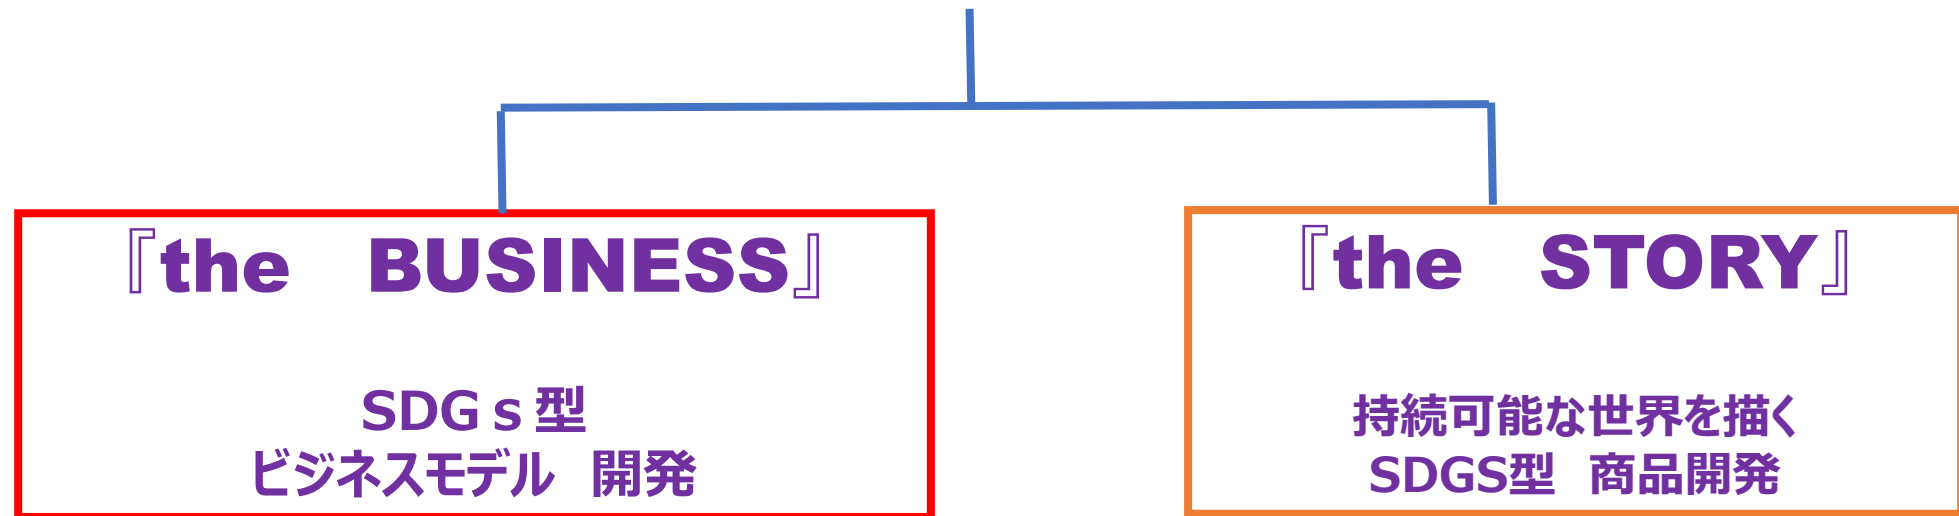 『the　BUSINESS』
SDGｓ型
ビジネスモデル　開発
『the　STORY』
持続可能な世界を描く
SDGS型　商品開発